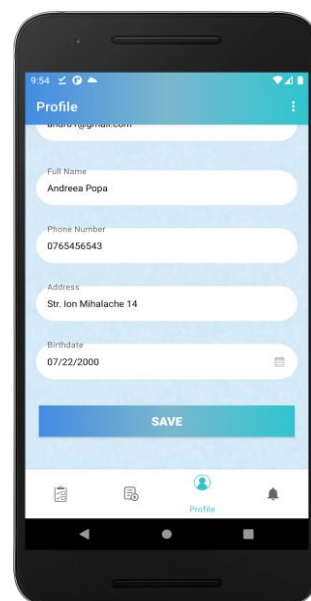 9:54
Profile
Full Name
Andreea Popa
Phone Number
0765456543
Address
Str. Ion Mihalache 14
Birthdate
07/22/2000
SAVE
Profile